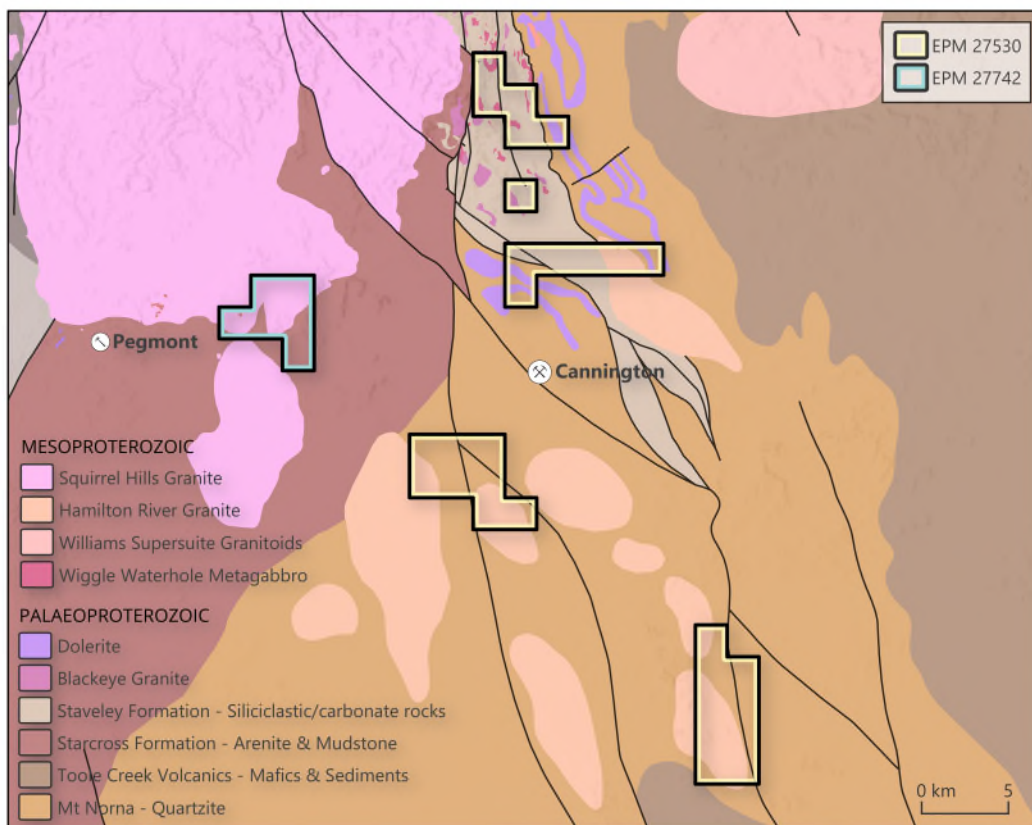 EPM 27530
EPM 27742
Pegmont
Cannington
MESOPROTEROZOIC
Squirrel Hills Granite
Hamilton River Granite
Williams Supersuite Granitoids
Wiggle Waterhole Metagabbro
PALAEOPROTEROZOIC
Dolerite
Blackeye Granite
Staveley Formation - Siliciclastic/carbonate rocks
Starcross Formation - Arenite & Mudstone
Toole Creek Volcanics - Mafics & Sediments
Mt Norna - Quartzite
0 km 5